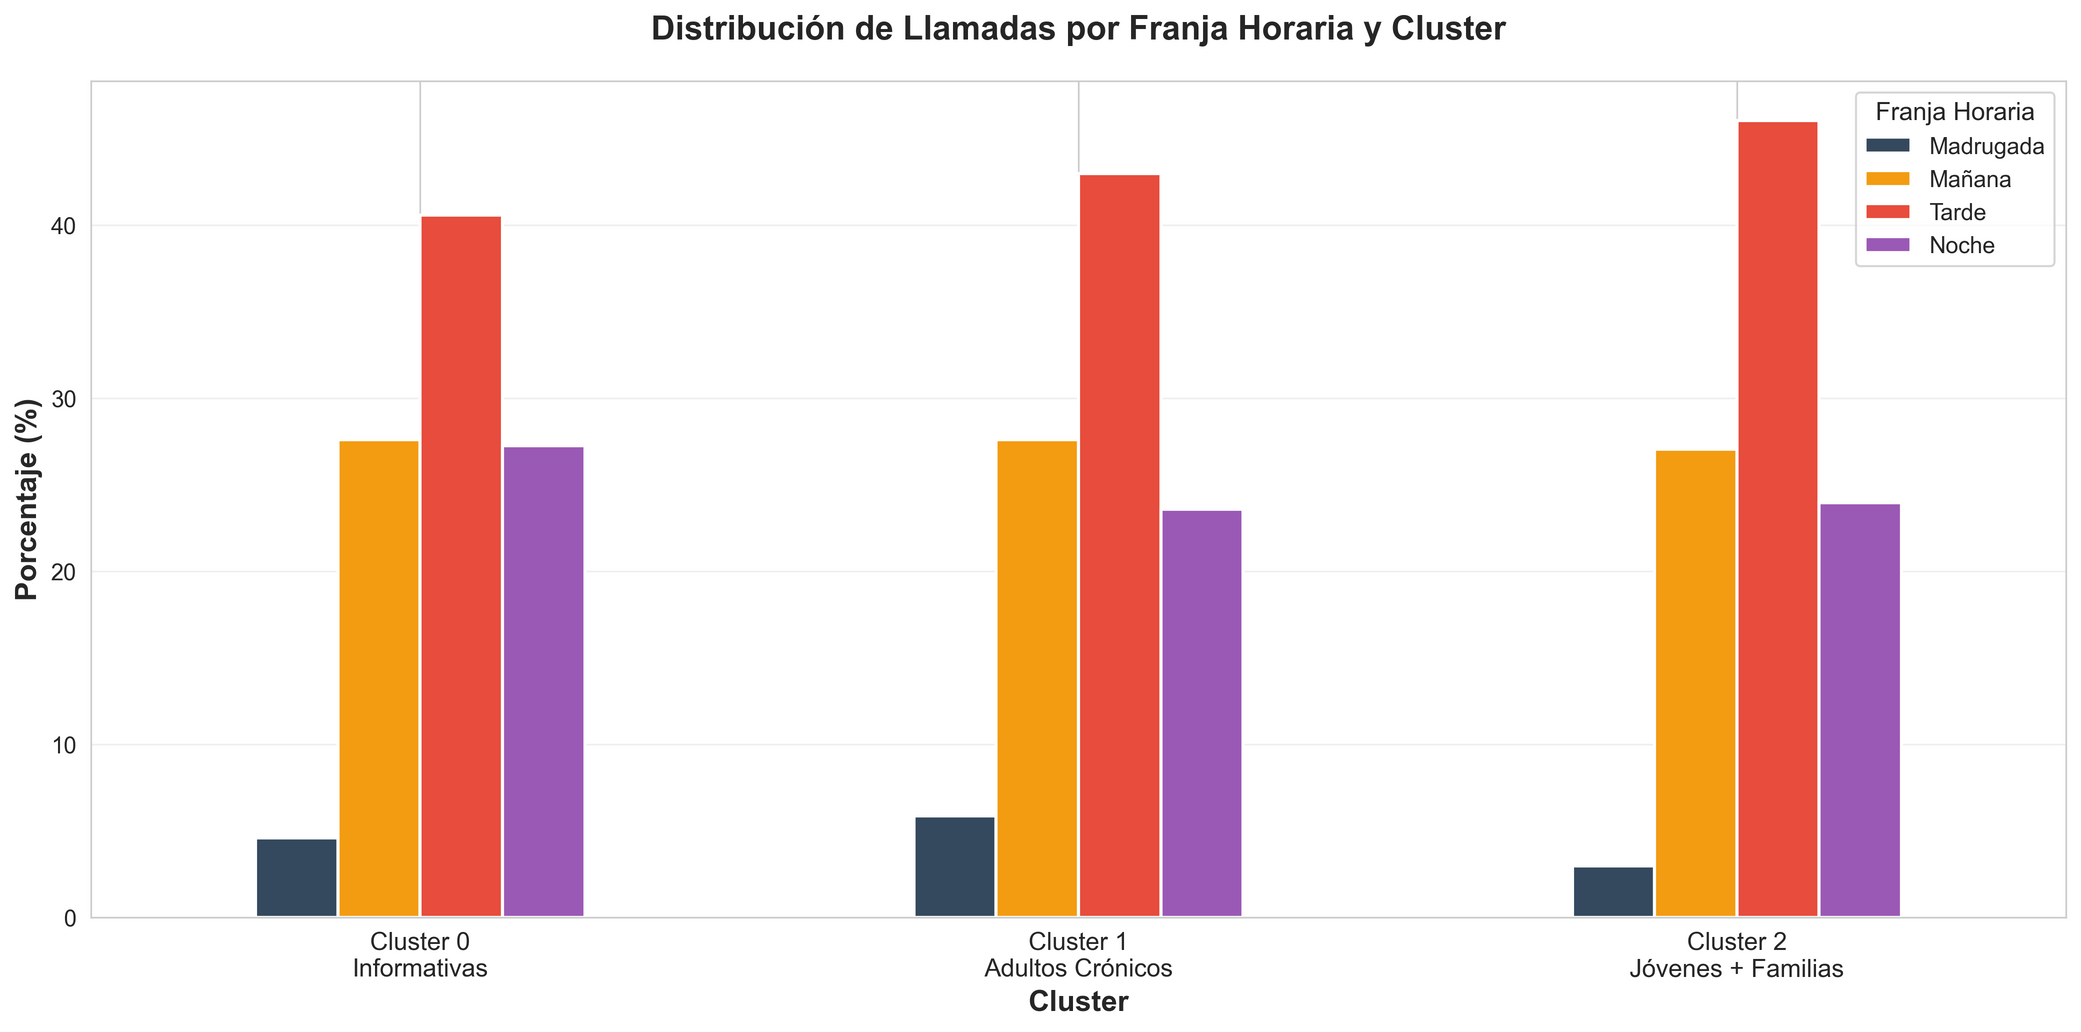 Distribución de Llamadas por Franja Horaria y Cluster
Franja Horaria
Madrugada
Mañana
Tarde
Noche
Porcentaje (%)
40
30
20
10
0
Cluster 0
Informativas
Cluster 1
Adultos Crónicos
Cluster 2
Jóvenes + Familias
Cluster